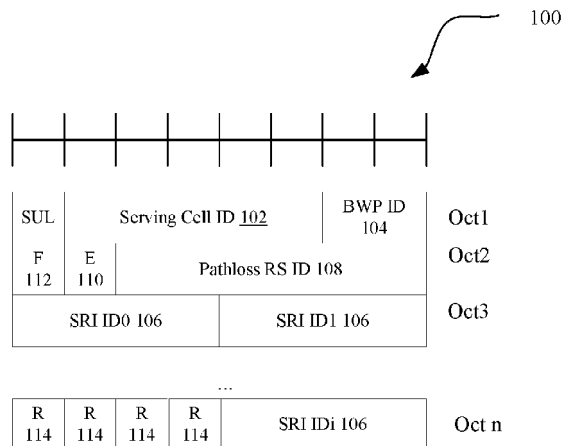 100
SUL Serving Cell ID 102 BWP ID 104 Oct1
F 112 E 110 Pathloss RS ID 108 Oct2
SRI ID0 106 SRI ID1 106 Oct3
...
R 114 R 114 R 114 R 114 SRI IDi 106 Oct n